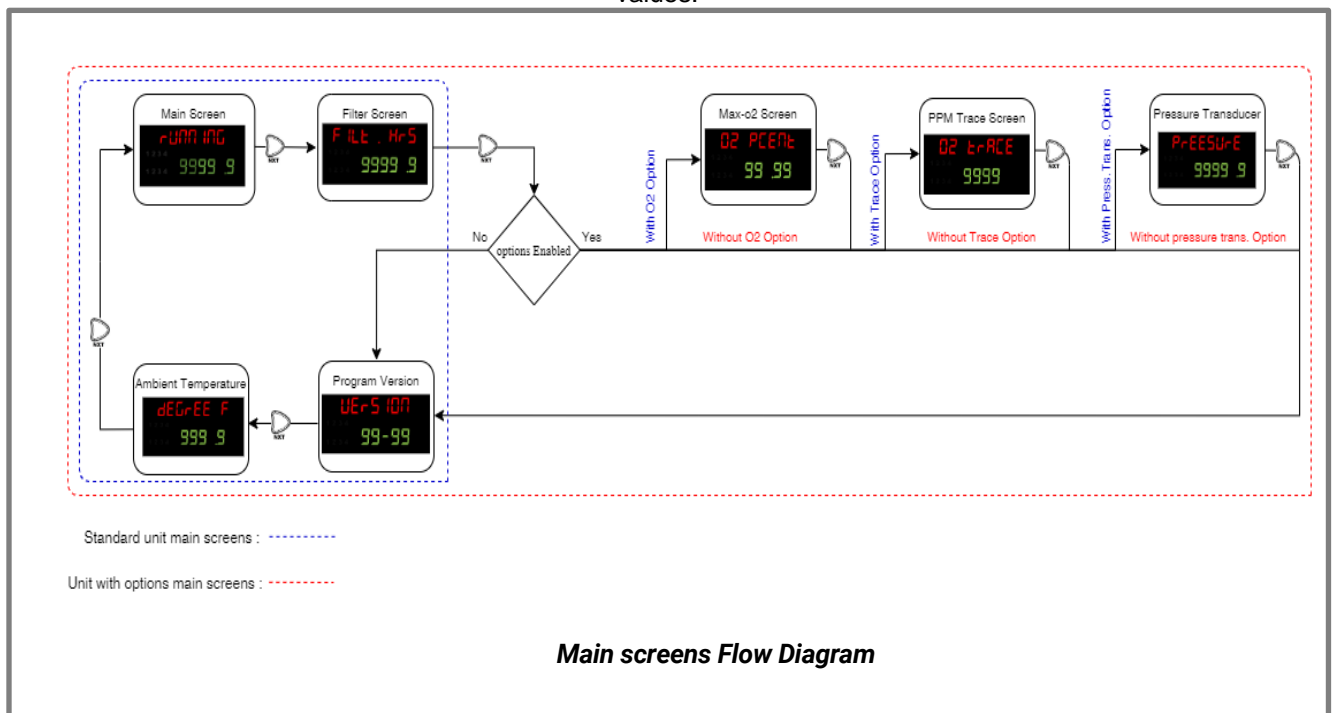 values.
Main Screen
rUNNING
1234
1234
9999.9
NXT
Filter Screen
FILt.HrS
9999.9
NXT
options Enabled
No
Yes
With O2 Option
Without O2 Option
Max-o2 Screen
O2 PCENt
99.99
NXT
With Trace Option
Without Trace Option
PPM Trace Screen
O2 trACE
9999
NXT
With Press.Trans. Option
Without pressure trans. Option
Pressure Transducer
PrEESUrE
9999 9
NXT
Program Version
VErSION
99-99
NXT
Ambient Temperature
dEGrEE F
999.9
NXT
Standard unit main screens :
Unit with options main screens :
Main screens Flow Diagram